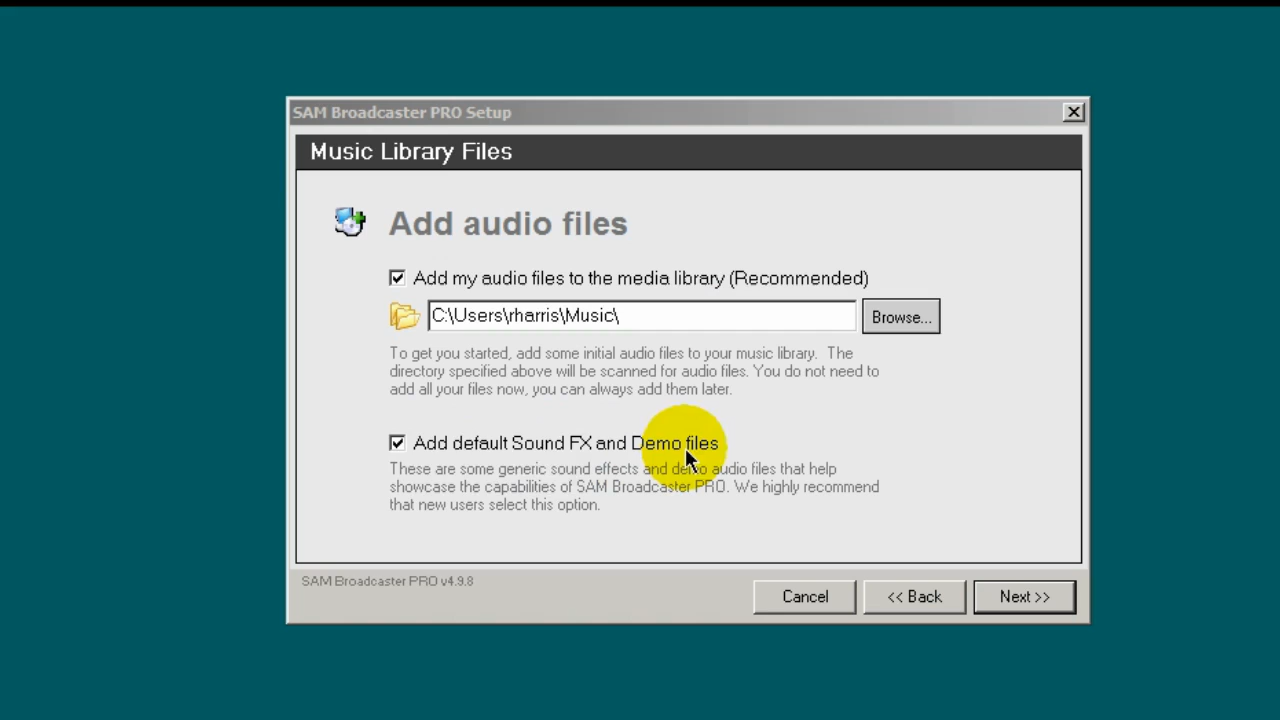 SAM Broadcaster PRO Setup
Music Library Files
Add audio files
Add my audio files to the media library (Recommended)
C:\Users\rharris\Music\
Browse...
To get you started, add some initial audio files to your music library. The
directory specified above will be scanned for audio files. You do not need to
add all your files now, you can always add them later.
Add default Sound FX and Demo files
These are some generic sound effects and demo audio files that help
showcase the capabilities of SAM Broadcaster PRO. We highly recommend
that new users select this option.
SAM Broadcaster PRO v4.9.8
Cancel
<< Back
Next >>